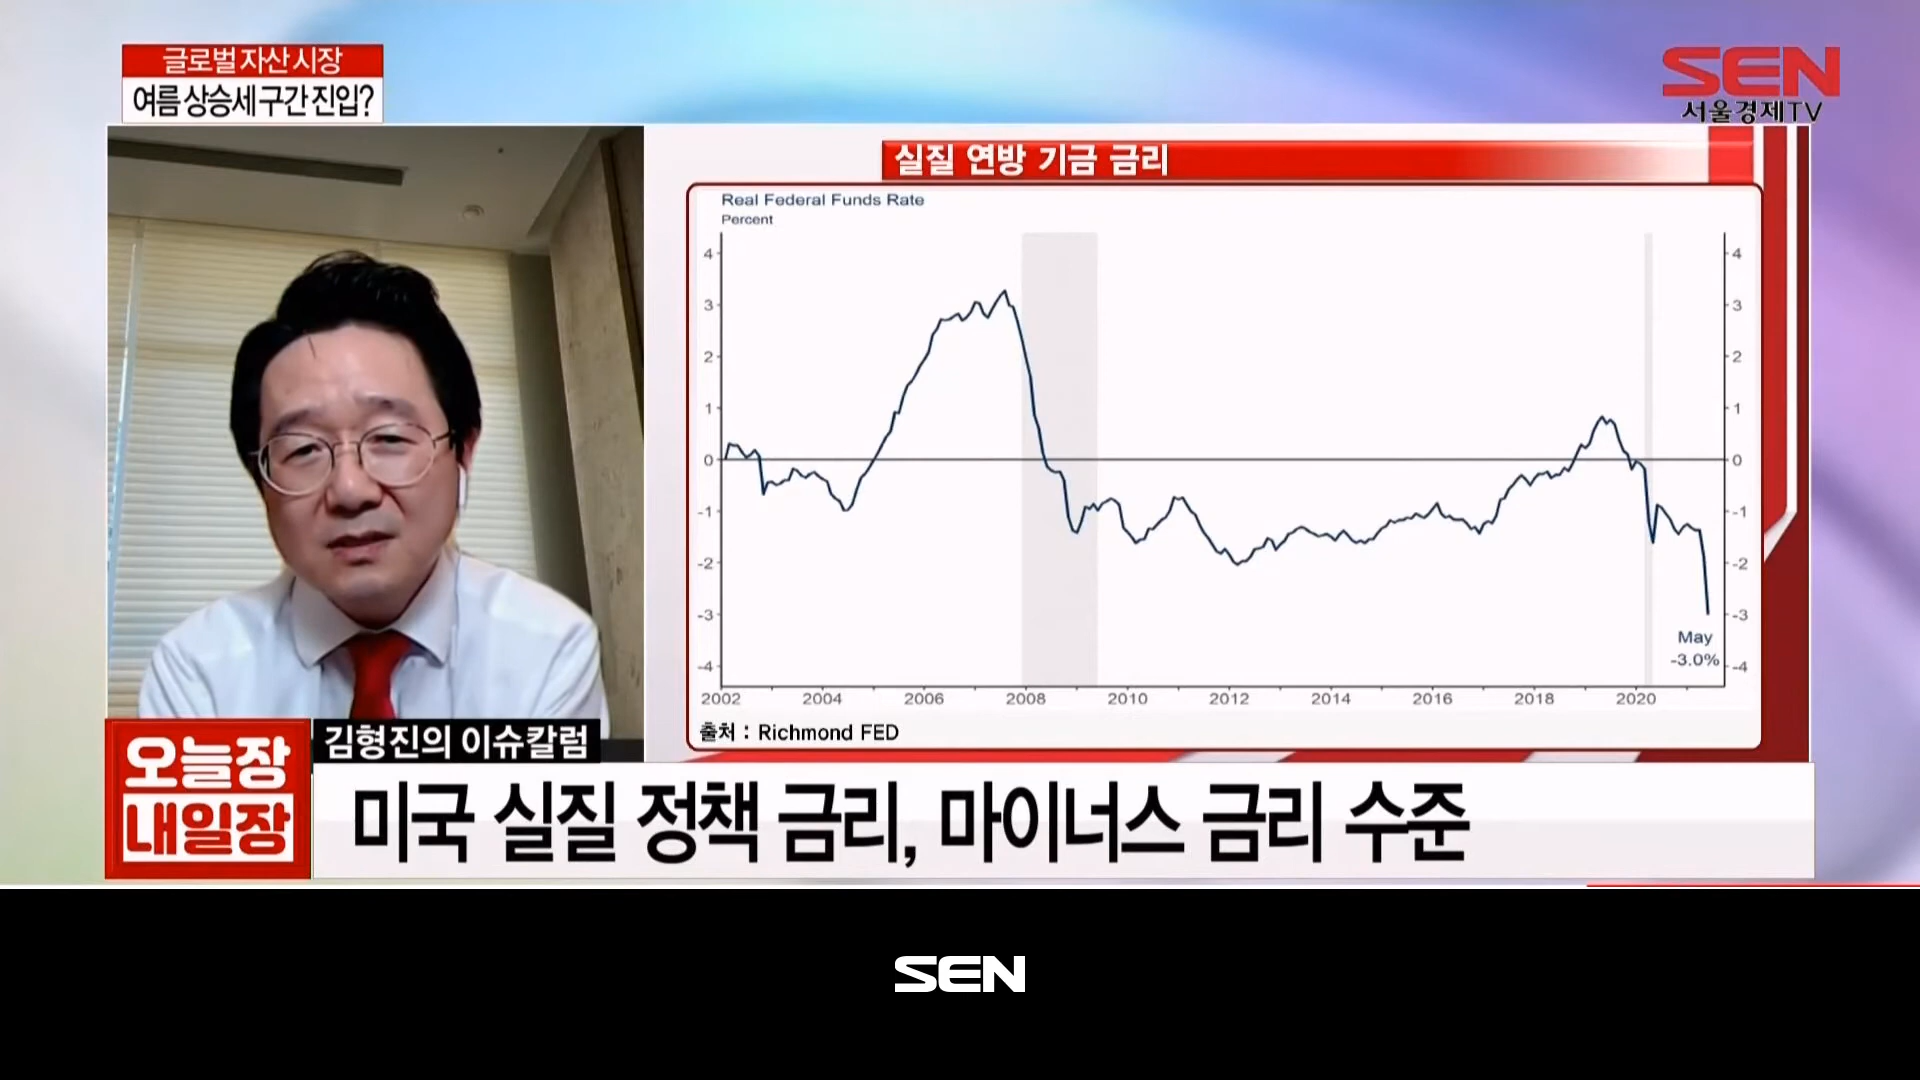 글로벌 자산 시장
여름 상승세 구간 진입?
SEN
서울경제TV
실질 연방 기금 금리
Real Federal Funds Rate
Percent
4
3
2
1
0
-1
-2
-3
-4
4
3
2
1
0
-1
-2
-3
-4
May
-3.0%
2002 2004 2006 2008 2010 2012 2014 2016 2018 2020
출처 : Richmond FED
오늘장
내일장
김형진의 이슈칼럼
미국 실질 정책 금리, 마이너스 금리 수준
SEN